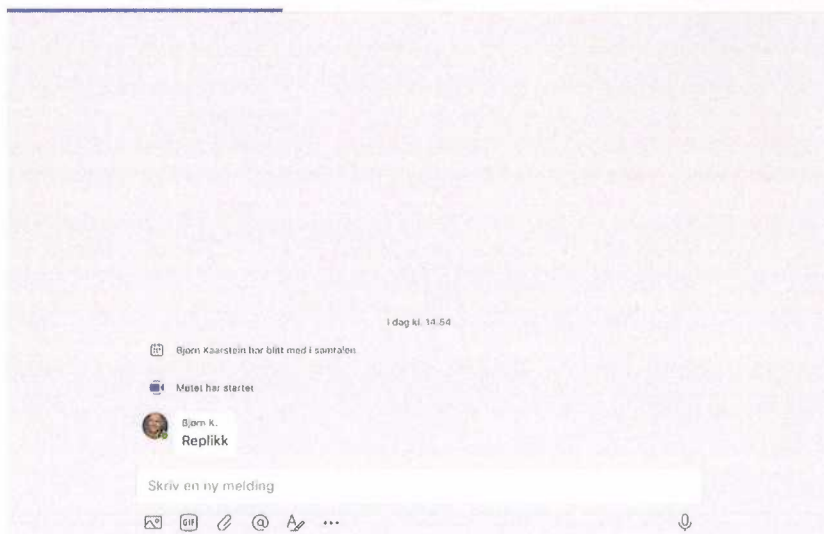 I dag kl. 14.54
Bjørn Kaarstein har blitt med i samtalen.
Møtet har startet
Bjørn K.
Replikk
Skriv en ny melding
GIF